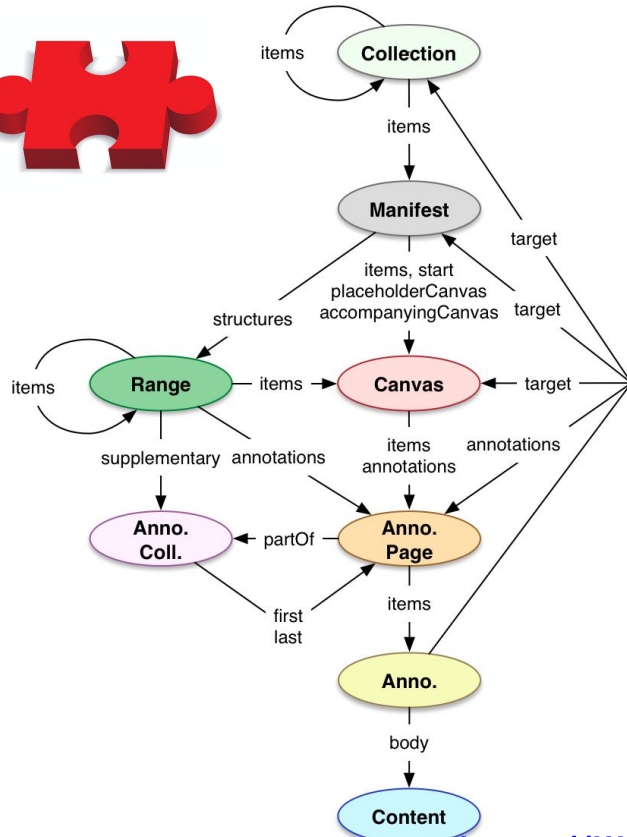 items
Collection
items
Manifest
target
items, start
placeholderCanvas
accompanyingCanvas
target
structures
items
Range
items
Canvas
target
supplementary
annotations
items
annotations
annotations
Anno.
Coll.
partOf
Anno.
Page
items
first
last
Anno.
body
Content